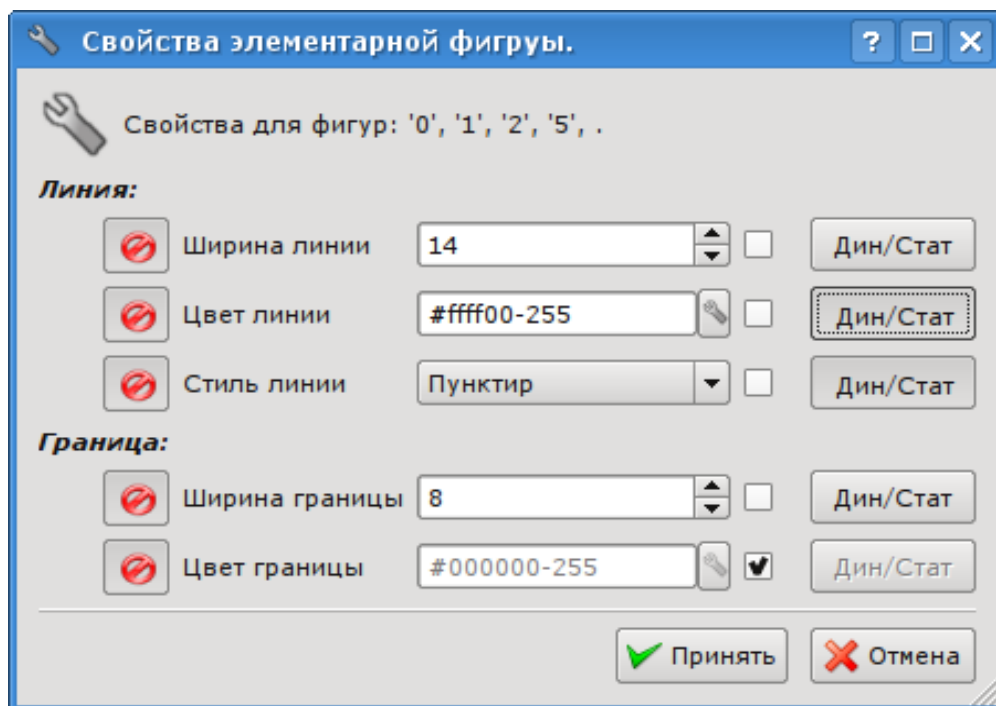 Свойства элементарной фигруы.
Свойства для фигур: '0', '1', '2', '5', .
Линия:
Ширина линии 14 Дин/Стат
Цвет линии #ffff00-255 Дин/Стат
Стиль линии Пунктир Дин/Стат
Граница:
Ширина границы 8 Дин/Стат
Цвет границы #000000-255 Дин/Стат
Принять Отмена